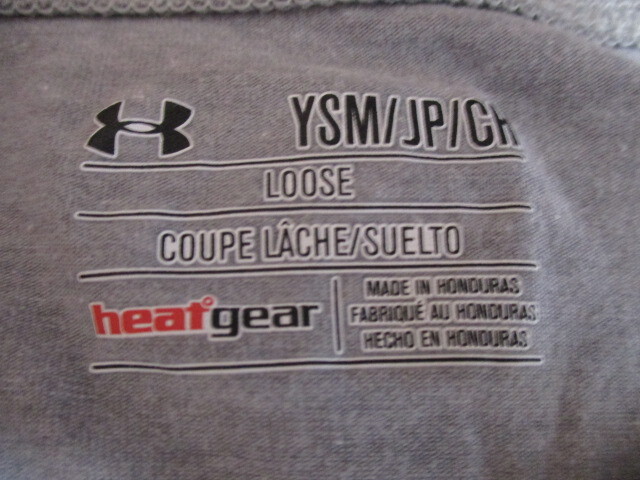 YSM/JP/CH
LOOSE
COUPE LÂCHE/SUELTO
heatgear
MADE IN HONDURAS
FABRIQUÉ AU HONDURAS
HECHO EN HONDURAS